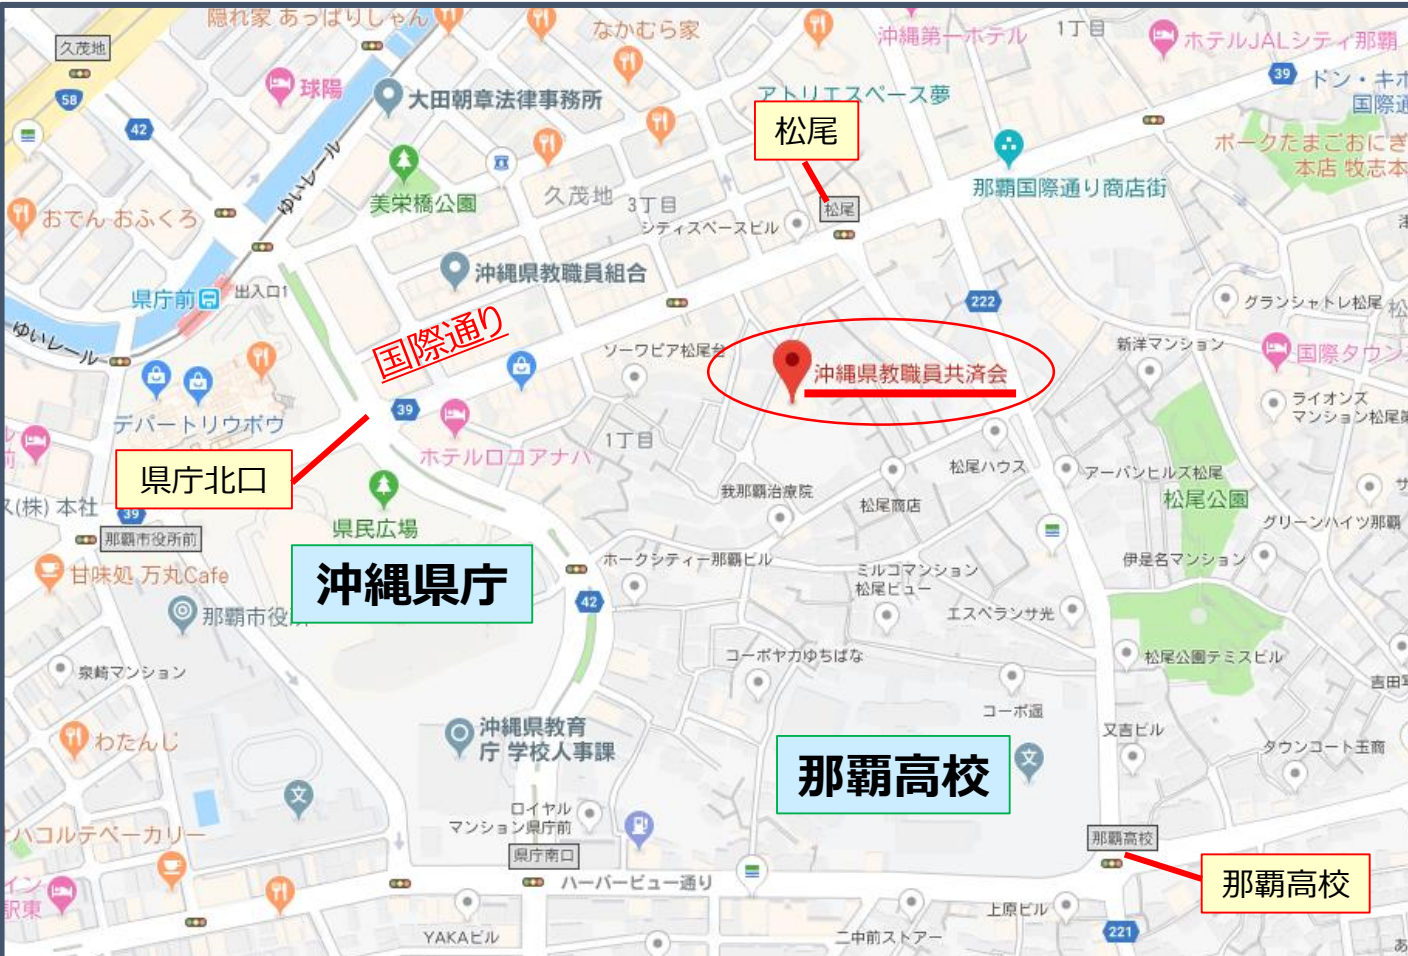 隠れ家 あっぱりしゃん
なかむら家
沖縄第一ホテル
1丁目
ホテルJALシティ那覇
久茂地
球陽
大田朝章法律事務所
アトリエスペース夢
39
ドン・キホ
国際通
58
42
松尾
ポークたまごおにぎ
本店 牧志本
ゆいレール
美栄橋公園
久茂地
3丁目
那覇国際通り商店街
おでん おふくろ
シティスペースビル
松尾
沖縄県教職員組合
県庁前
出入口1
222
グランシャトレ松尾
松
ゆいレール
国際通り
ソーワピア松尾台
沖縄県教職員共済会
新洋マンション
国際タウン
デパートリウボウ
39
ライオンズ
マンション松尾第
ホテルロコアナハ
1丁目
県庁北口
松尾ハウス
アーバンヒルズ松尾
前
我那覇治療院
松尾商店
松尾公園
サ
ス(株) 本社
39
県民広場
グリーンハイツ那覇
那覇市役所前
沖縄県庁
ホークシティー那覇ビル
ミルコマンション
松尾ビュー
伊是名マンション
甘味処 万丸Cafe
42
エスペランサ光
那覇市役所
泉崎マンション
コーポヤカゆちばな
松尾公園テミスビル
吉田
コーポ遥
沖縄県教育
庁 学校人事課
わたんじ
那覇高校
又吉ビル
タウンコート玉商
ロイヤル
マンション県庁前
ハコルテベーカリー
県庁南口
那覇高校
ハーバービュー通り
那覇高校
イン
駅東
上原ビル
YAKAビル
二中前ストアー
221
あ